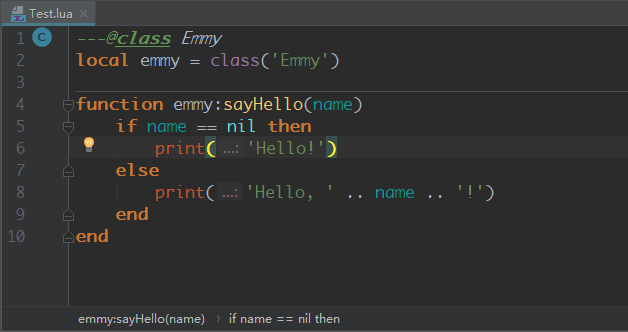 Test.lua
1 ---@class Emmy
2 local emmy = class('Emmy')
3
4 function emmy:sayHello(name)
5     if name == nil then
6         print(...:'Hello!')
7     else
8         print(...:'Hello, ' .. name .. '!')
9     end
10 end
emmy:sayHello(name) › if name == nil then